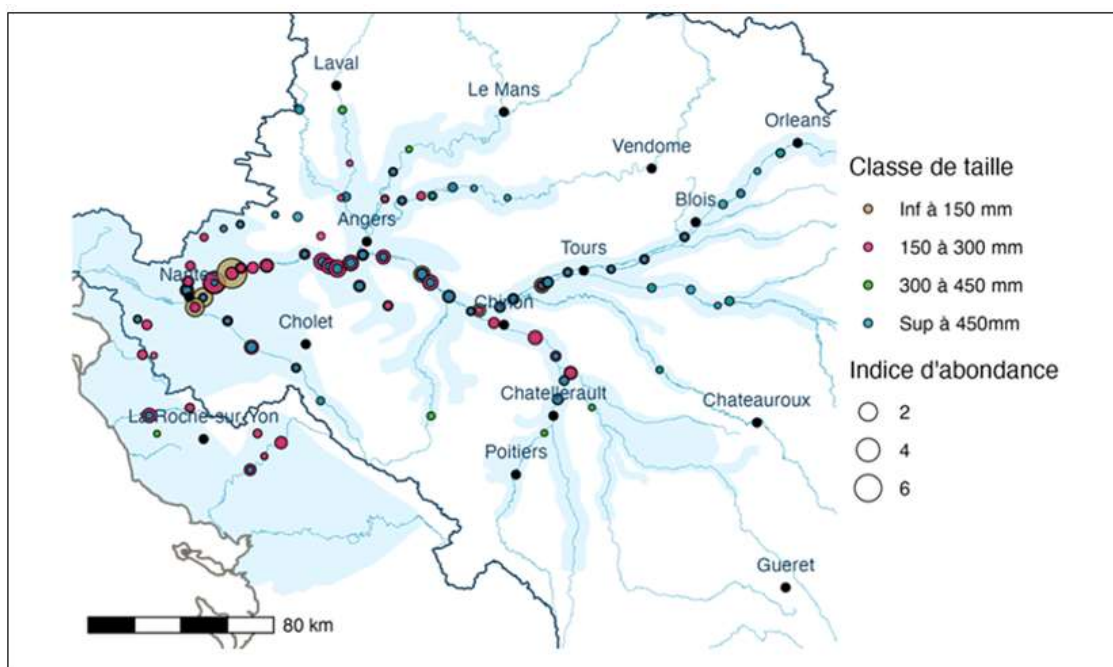 Laval
Le Mans
Orleans
Vendome
Blois
Angers
Tours
Nante
Chinon
Cholet
Chatellerault
Chateauroux
La Roche-sur-Yon
Poitiers
Gueret
80 km
Classe de taille
Inf à 150 mm
150 à 300 mm
300 à 450 mm
Sup à 450mm
Indice d'abondance
2
4
6